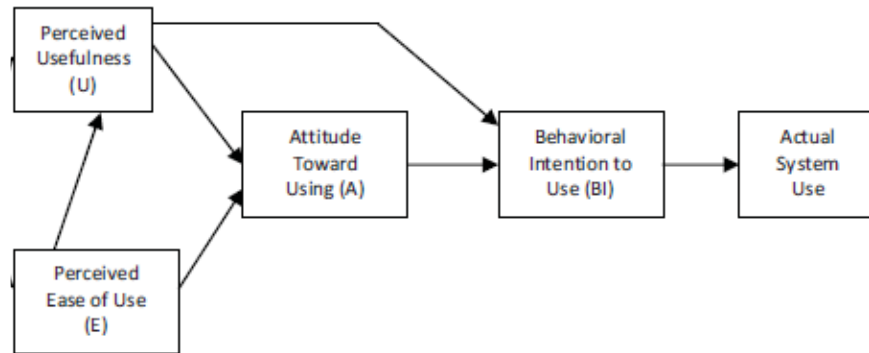 Perceived
Usefulness
(U)
Attitude
Toward
Using (A)
Behavioral
Intention to
Use (BI)
Actual
System
Use
Perceived
Ease of Use
(E)